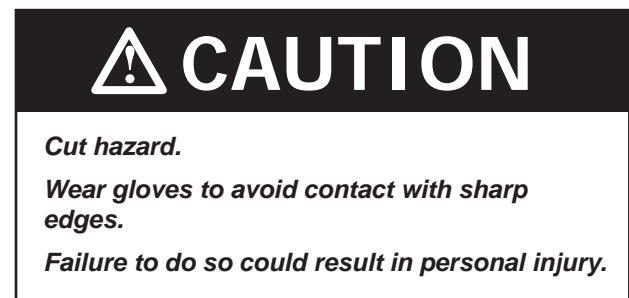 CAUTION
Cut hazard.
Wear gloves to avoid contact with sharp
edges.
Failure to do so could result in personal injury.